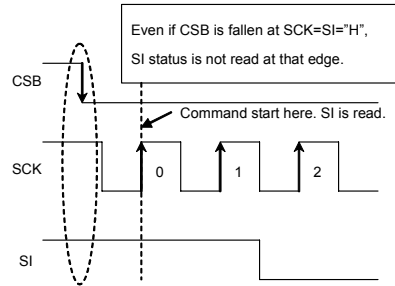 Even if CSB is fallen at SCK=SI=”H”,
SI status is not read at that edge.
CSB
Command start here. SI is read.
SCK
0
1
2
SI